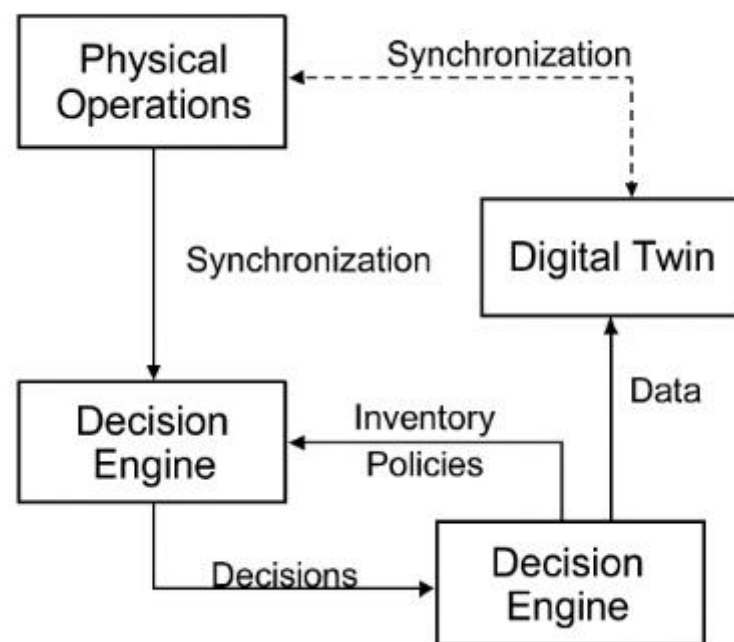 Physical
Operations
Synchronization
Digital Twin
Synchronization
Decision
Engine
Inventory
Policies
Data
Decisions
Decision
Engine